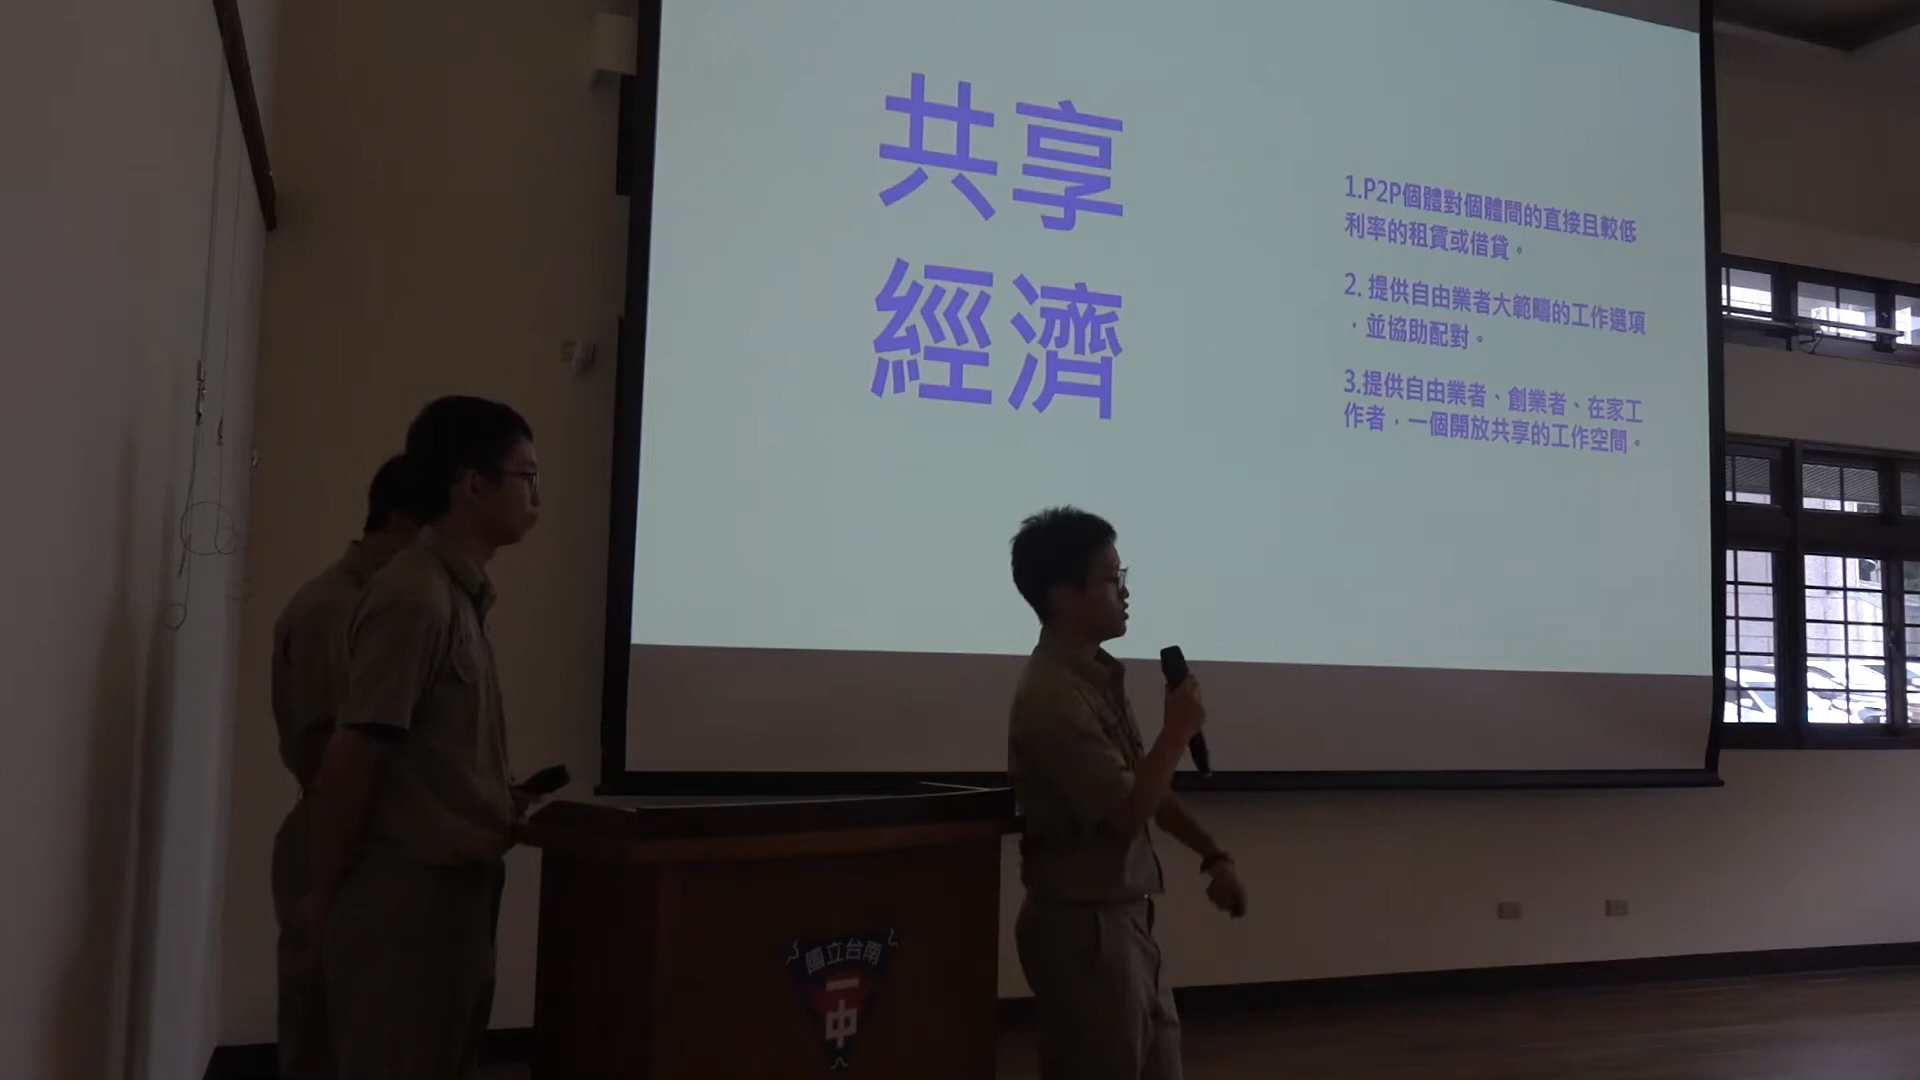 共享
經濟
1.P2P個體對個體間的直接且較低
利率的租賃或借貸。
2. 提供自由業者大範疇的工作選項
，並協助配對。
3.提供自由業者、創業者、在家工
作者，一個開放共享的工作空間。
國立台南
一中